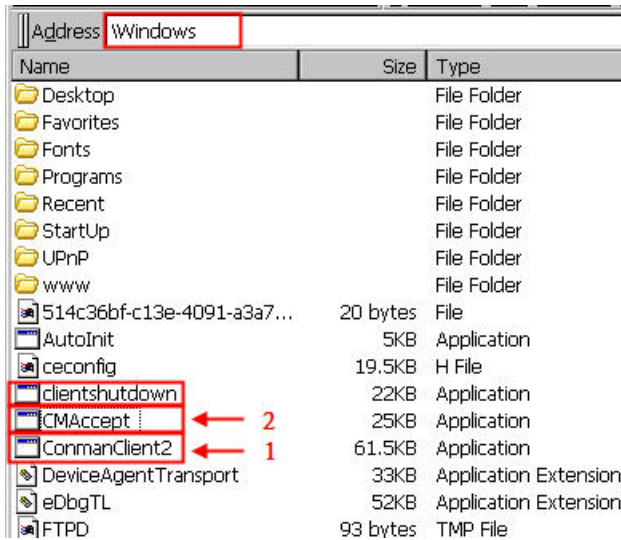 Address \Windows
Name Size Type
Desktop File Folder
Favorites File Folder
Fonts File Folder
Programs File Folder
Recent File Folder
StartUp File Folder
UPnP File Folder
www File Folder
514c36bf-c13e-4091-a3a7... 20 bytes File
AutoInit 5KB Application
ceconfig 19.5KB H File
clientshutdown 22KB Application
CMAccept 2 25KB Application
ConmanClient2 1 61.5KB Application
DeviceAgentTransport 33KB Application Extension
eDbgTL 52KB Application Extension
FTPD 93 bytes TMP File